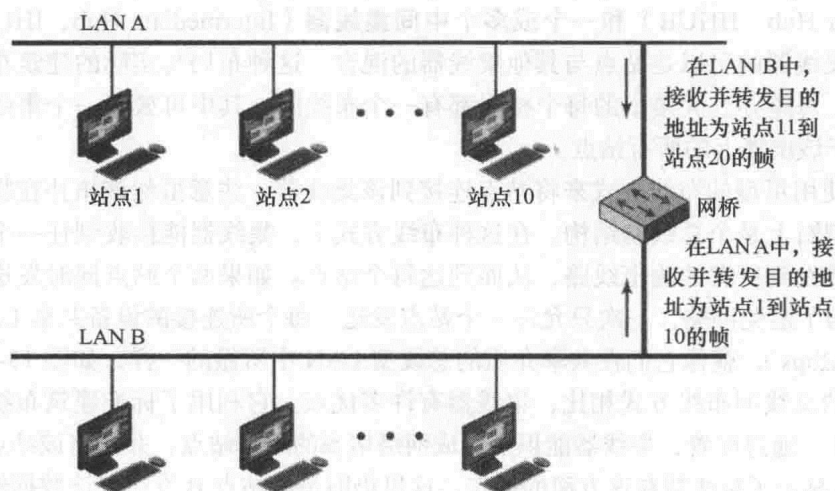 LAN A
在LAN B中，
接收并转发目的
地址为站点11到
站点20的帧
站点1
站点2
站点10
网桥
在LAN A中，接
收并转发目的地
址为站点1到站点
10的帧
LAN B